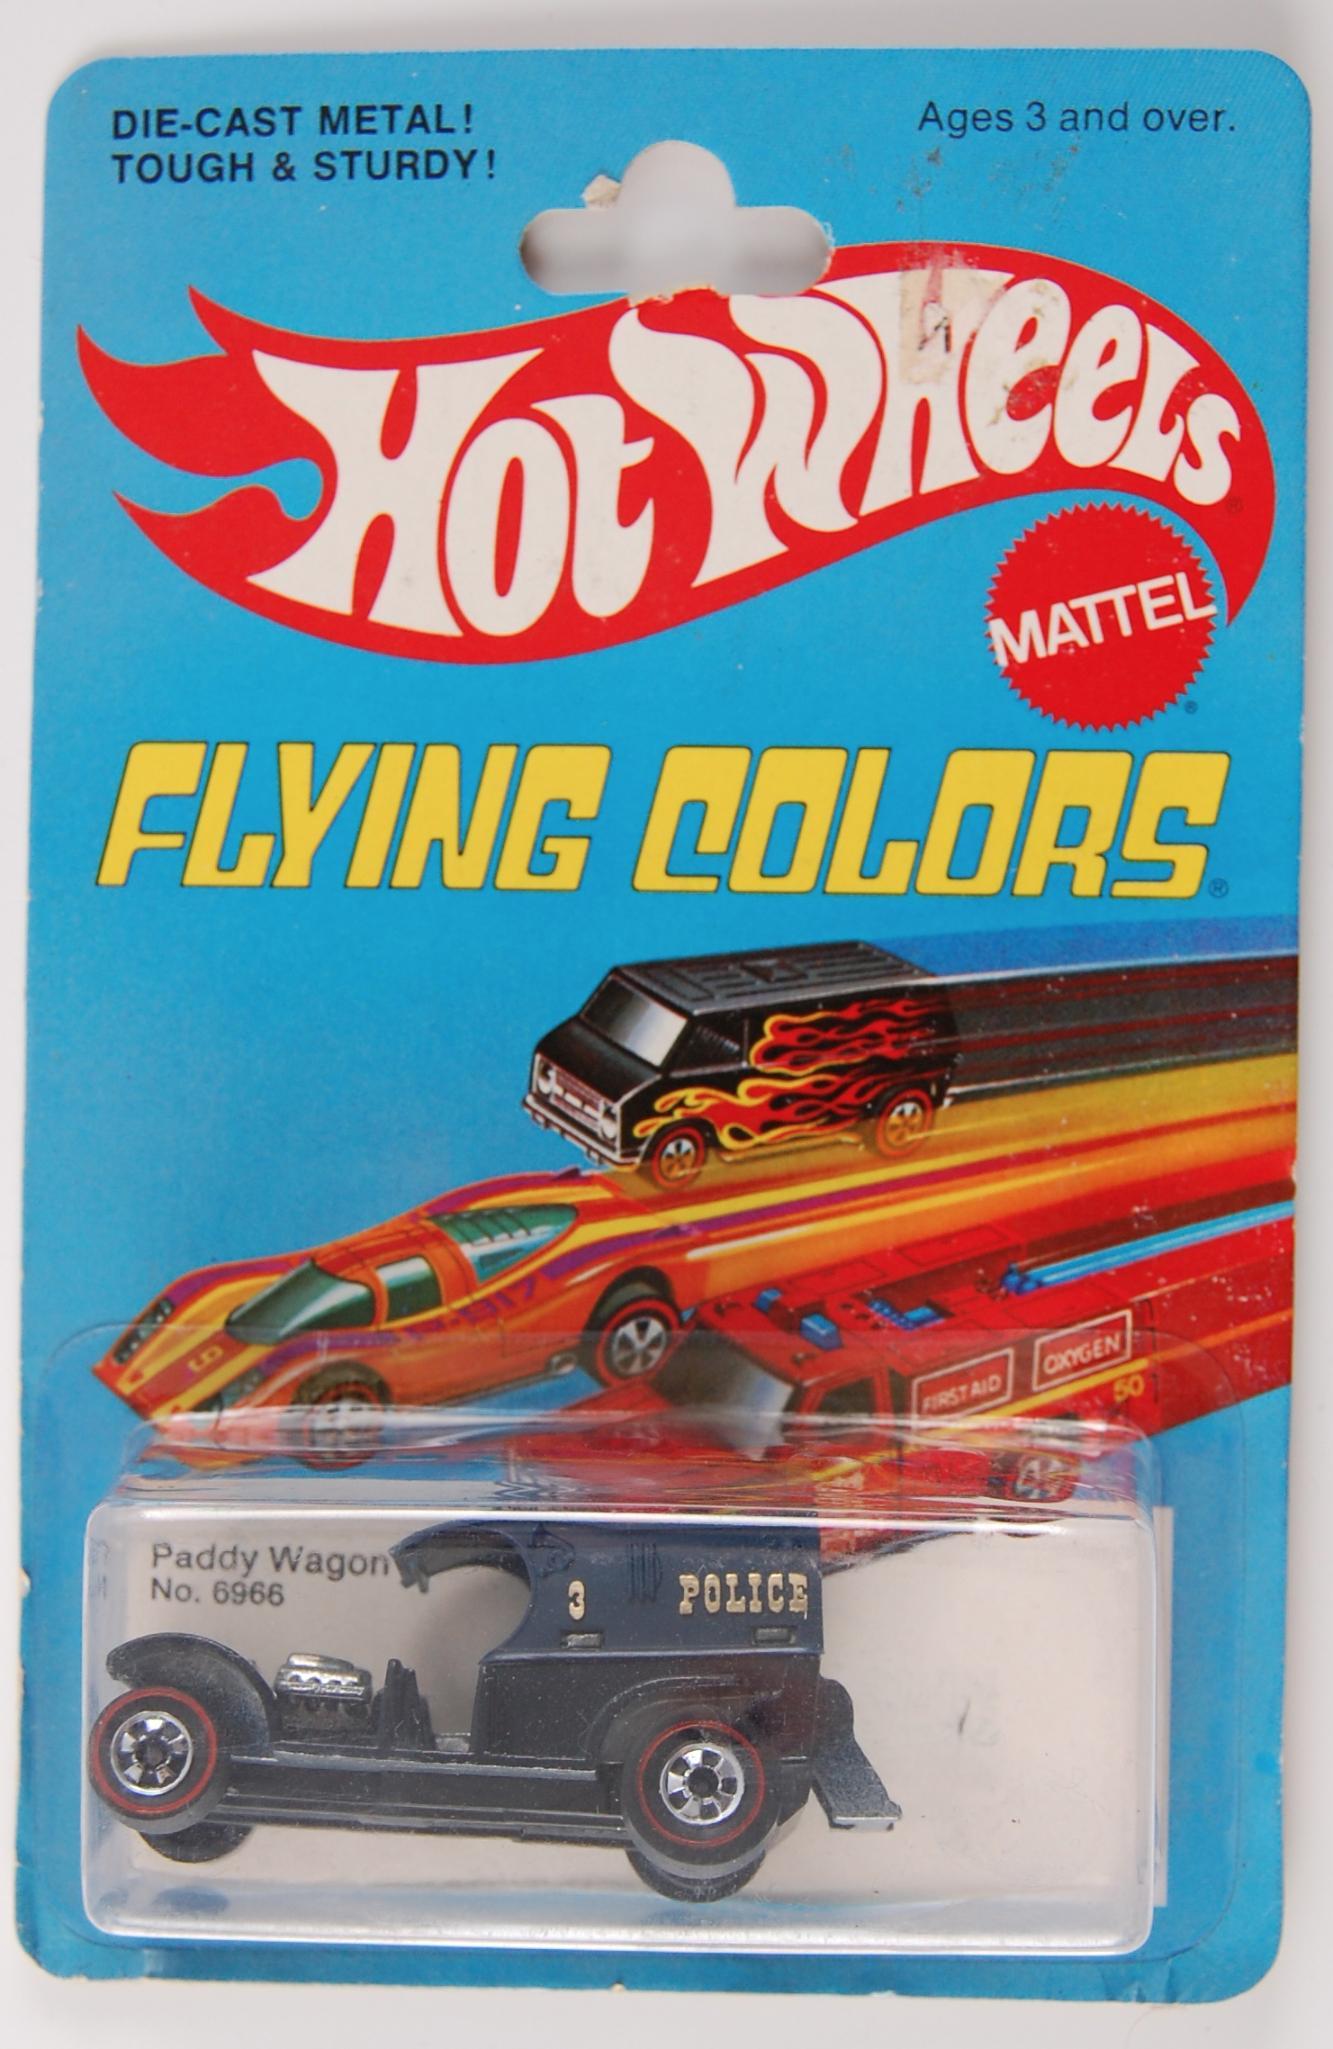 DIE-CAST METAL!
TOUGH & STURDY!
Ages 3 and over.
Hot Wheels®
MATTEL®
FLYING COLORS®
FIRST AID
OXYGEN
50
Paddy Wagon
No. 6966
3
POLICE